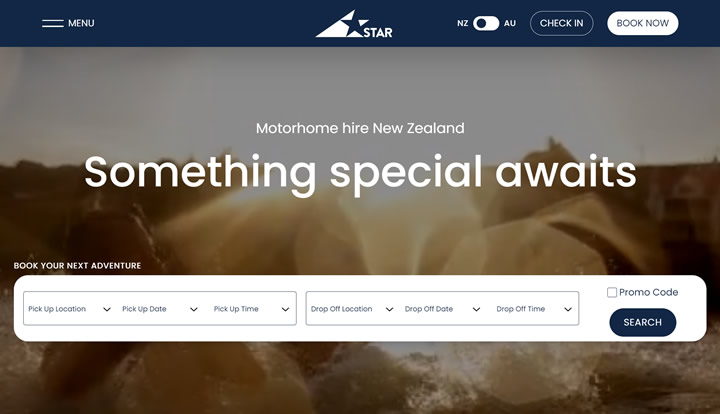 MENU
STAR
NZ
AU
CHECK IN
BOOK NOW
Motorhome hire New Zealand
Something special awaits
BOOK YOUR NEXT ADVENTURE
Pick Up Location
Pick Up Date
Pick Up Time
Drop Off Location
Drop Off Date
Drop Off Time
Promo Code
SEARCH